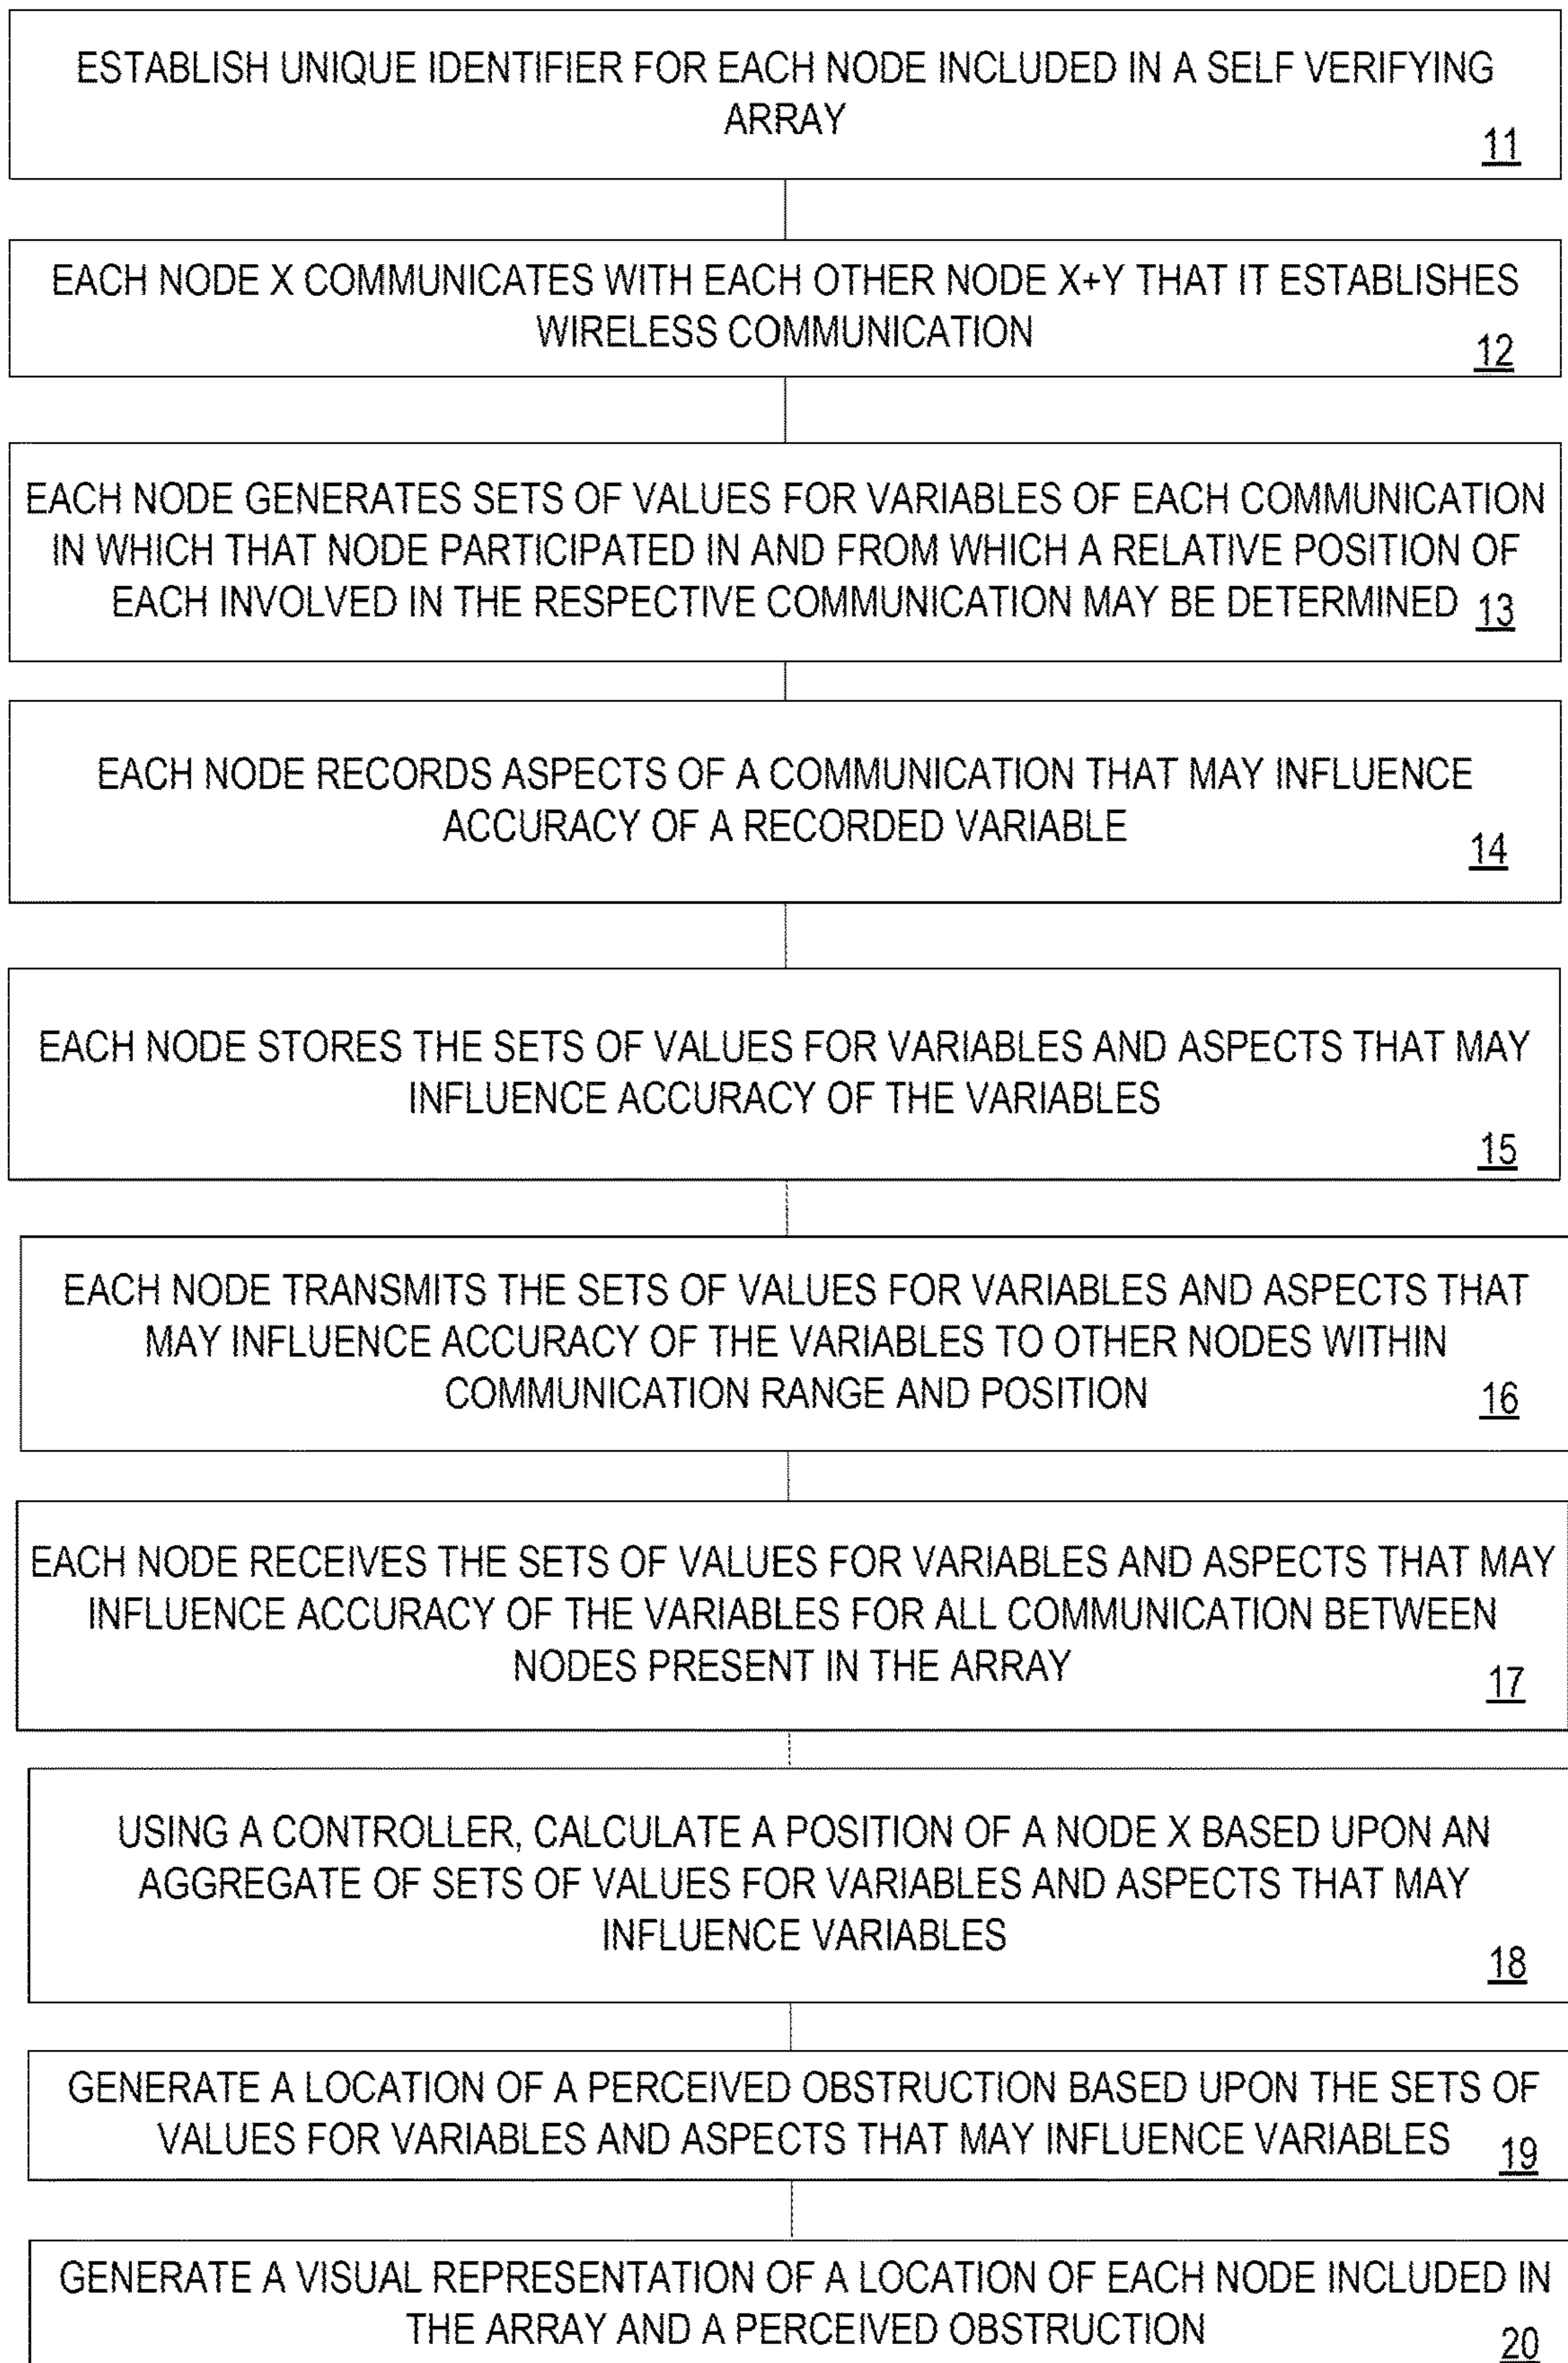 ESTABLISH UNIQUE IDENTIFIER FOR EACH NODE INCLUDED IN A SELF VERIFYING
ARRAY
11
EACH NODE X COMMUNICATES WITH EACH OTHER NODE X+Y THAT IT ESTABLISHES
WIRELESS COMMUNICATION
12
EACH NODE GENERATES SETS OF VALUES FOR VARIABLES OF EACH COMMUNICATION
IN WHICH THAT NODE PARTICIPATED IN AND FROM WHICH A RELATIVE POSITION OF
EACH INVOLVED IN THE RESPECTIVE COMMUNICATION MAY BE DETERMINED 13
EACH NODE RECORDS ASPECTS OF A COMMUNICATION THAT MAY INFLUENCE
ACCURACY OF A RECORDED VARIABLE
14
EACH NODE STORES THE SETS OF VALUES FOR VARIABLES AND ASPECTS THAT MAY
INFLUENCE ACCURACY OF THE VARIABLES
15
EACH NODE TRANSMITS THE SETS OF VALUES FOR VARIABLES AND ASPECTS THAT
MAY INFLUENCE ACCURACY OF THE VARIABLES TO OTHER NODES WITHIN
COMMUNICATION RANGE AND POSITION
16
EACH NODE RECEIVES THE SETS OF VALUES FOR VARIABLES AND ASPECTS THAT MAY
INFLUENCE ACCURACY OF THE VARIABLES FOR ALL COMMUNICATION BETWEEN
NODES PRESENT IN THE ARRAY
17
USING A CONTROLLER, CALCULATE A POSITION OF A NODE X BASED UPON AN
AGGREGATE OF SETS OF VALUES FOR VARIABLES AND ASPECTS THAT MAY
INFLUENCE VARIABLES
18
GENERATE A LOCATION OF A PERCEIVED OBSTRUCTION BASED UPON THE SETS OF
VALUES FOR VARIABLES AND ASPECTS THAT MAY INFLUENCE VARIABLES 19
GENERATE A VISUAL REPRESENTATION OF A LOCATION OF EACH NODE INCLUDED IN
THE ARRAY AND A PERCEIVED OBSTRUCTION
20